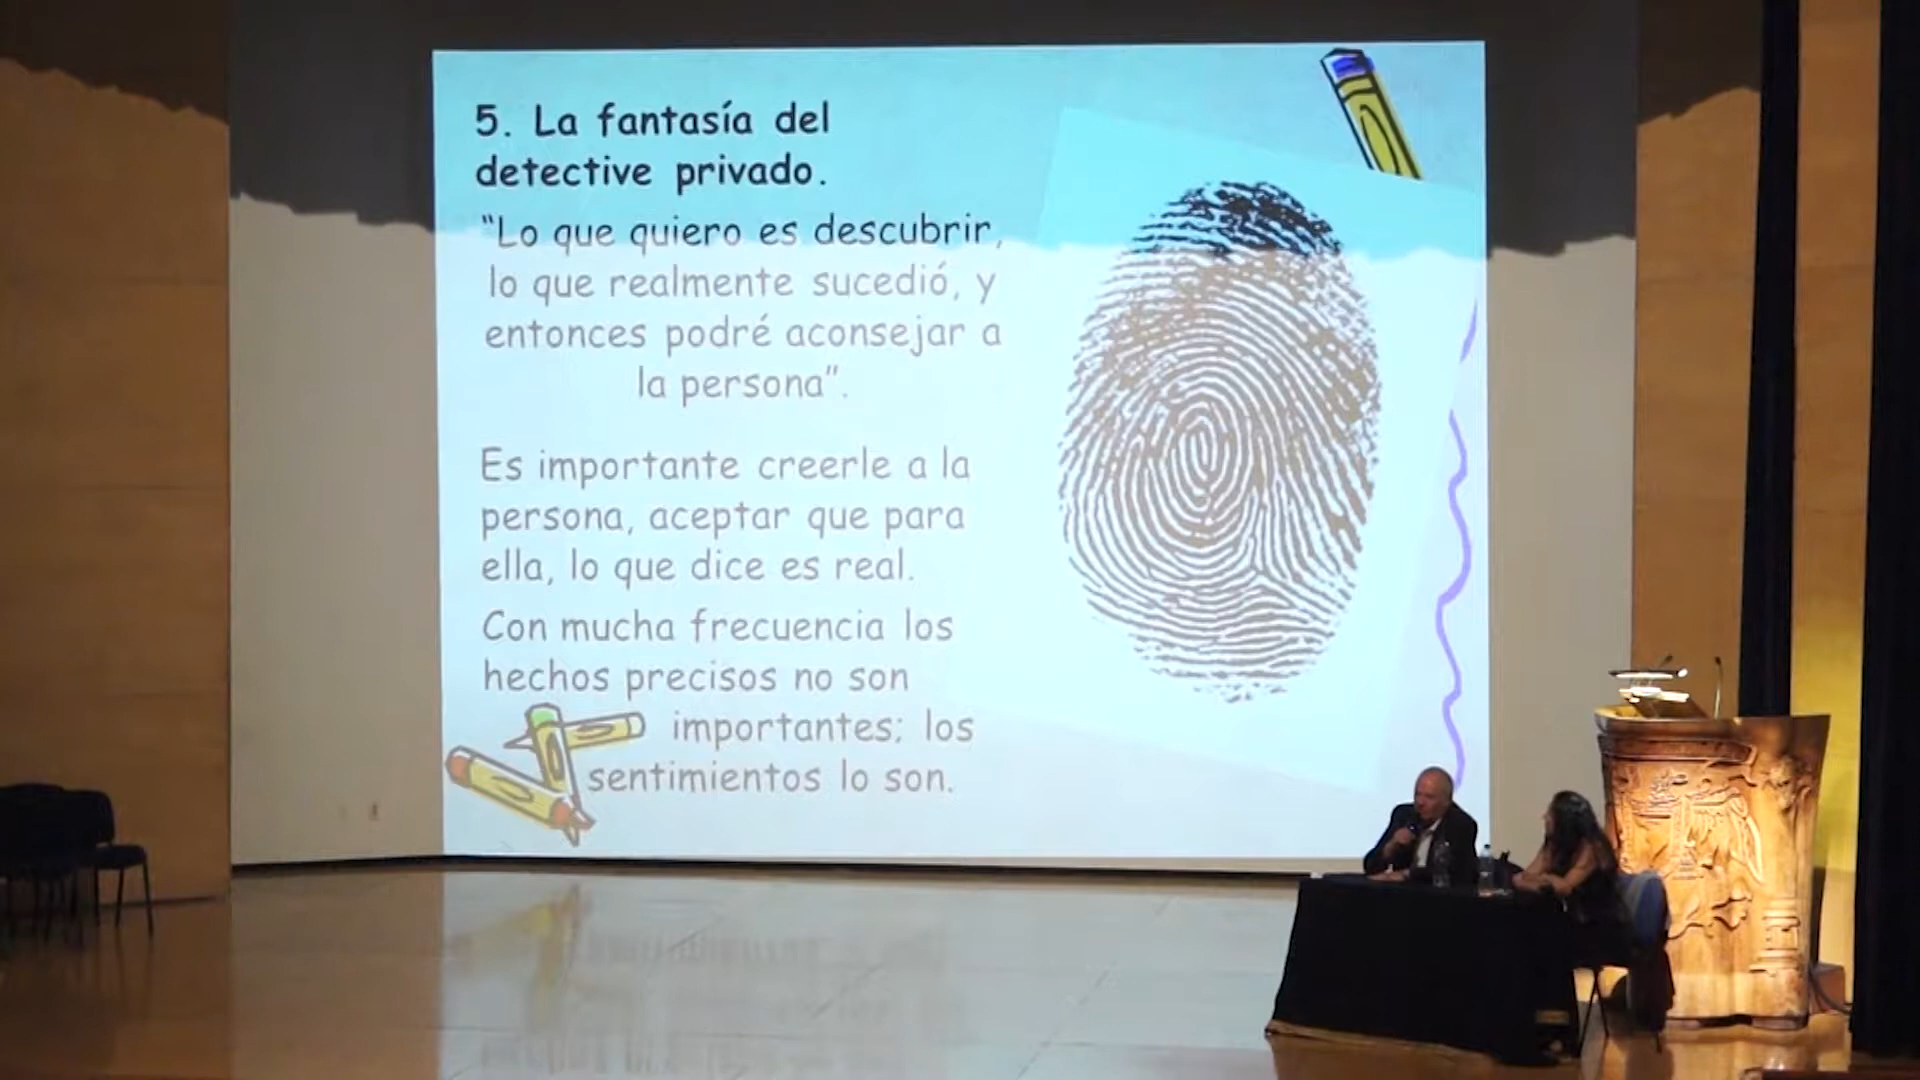 5. La fantasía del
detective privado.
“Lo que quiero es descubrir,
lo que realmente sucedió, y
entonces podré aconsejar a
la persona”.
Es importante creerle a la
persona, aceptar que para
ella, lo que dice es real.
Con mucha frecuencia los
hechos precisos no son
importantes; los
sentimientos lo son.